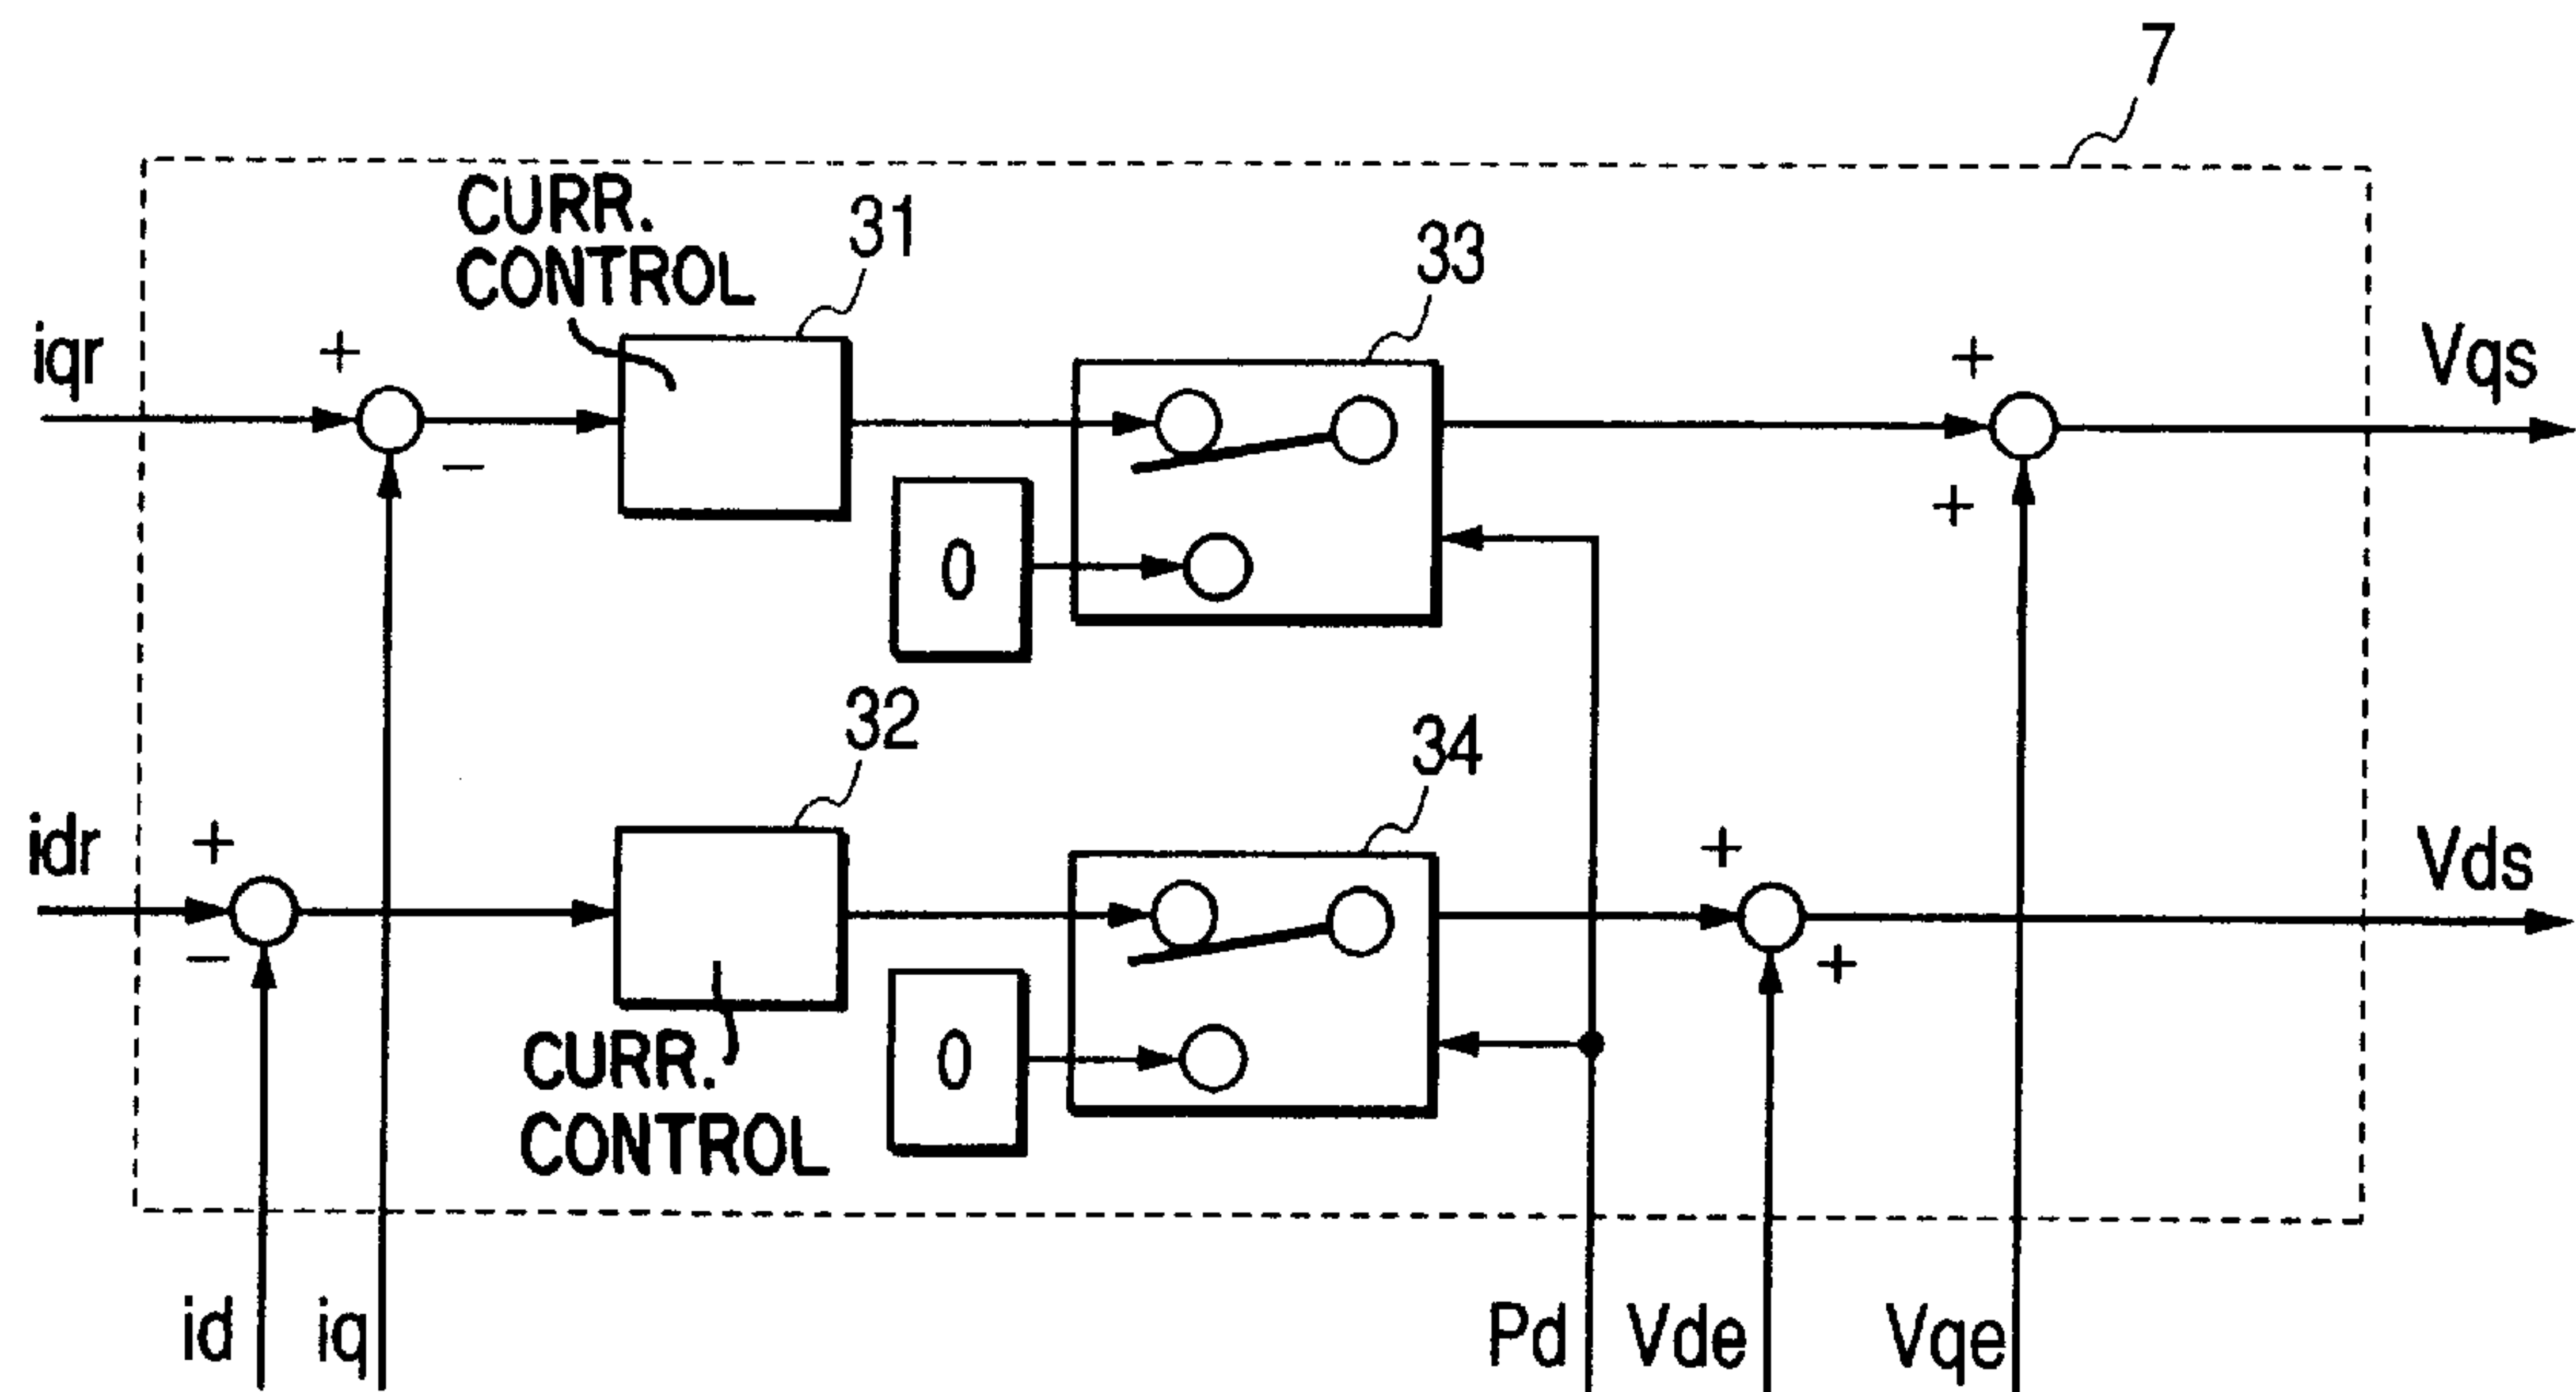 7
CURR.
CONTROL
31
33
iqr
+
−
+
+
Vqs
0
32
34
idr
+
−
+
+
Vds
0
CURR.
CONTROL
id
iq
Pd
Vde
Vqe